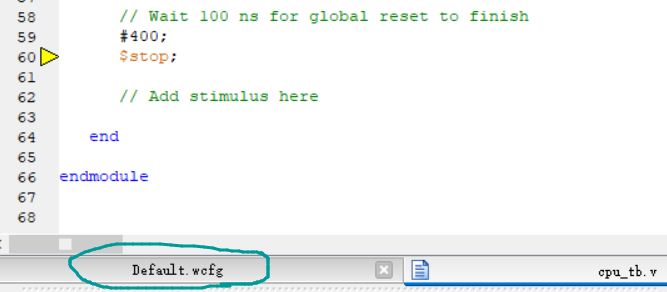 58 // Wait 100 ns for global reset to finish
59 #400;
60 $stop;
61
62 // Add stimulus here
63
64 end
65
66 endmodule
67
68
Default.wcfg cpu_tb.v